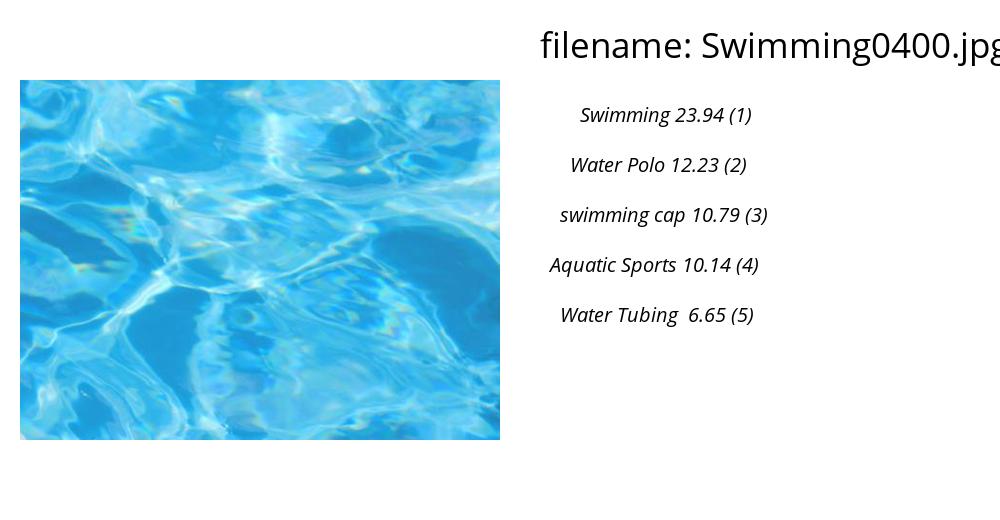 filename: Swimming0400.jpg
Swimming 23.94 (1)
Water Polo 12.23 (2)
swimming cap 10.79 (3)
Aquatic Sports 10.14 (4)
Water Tubing  6.65 (5)